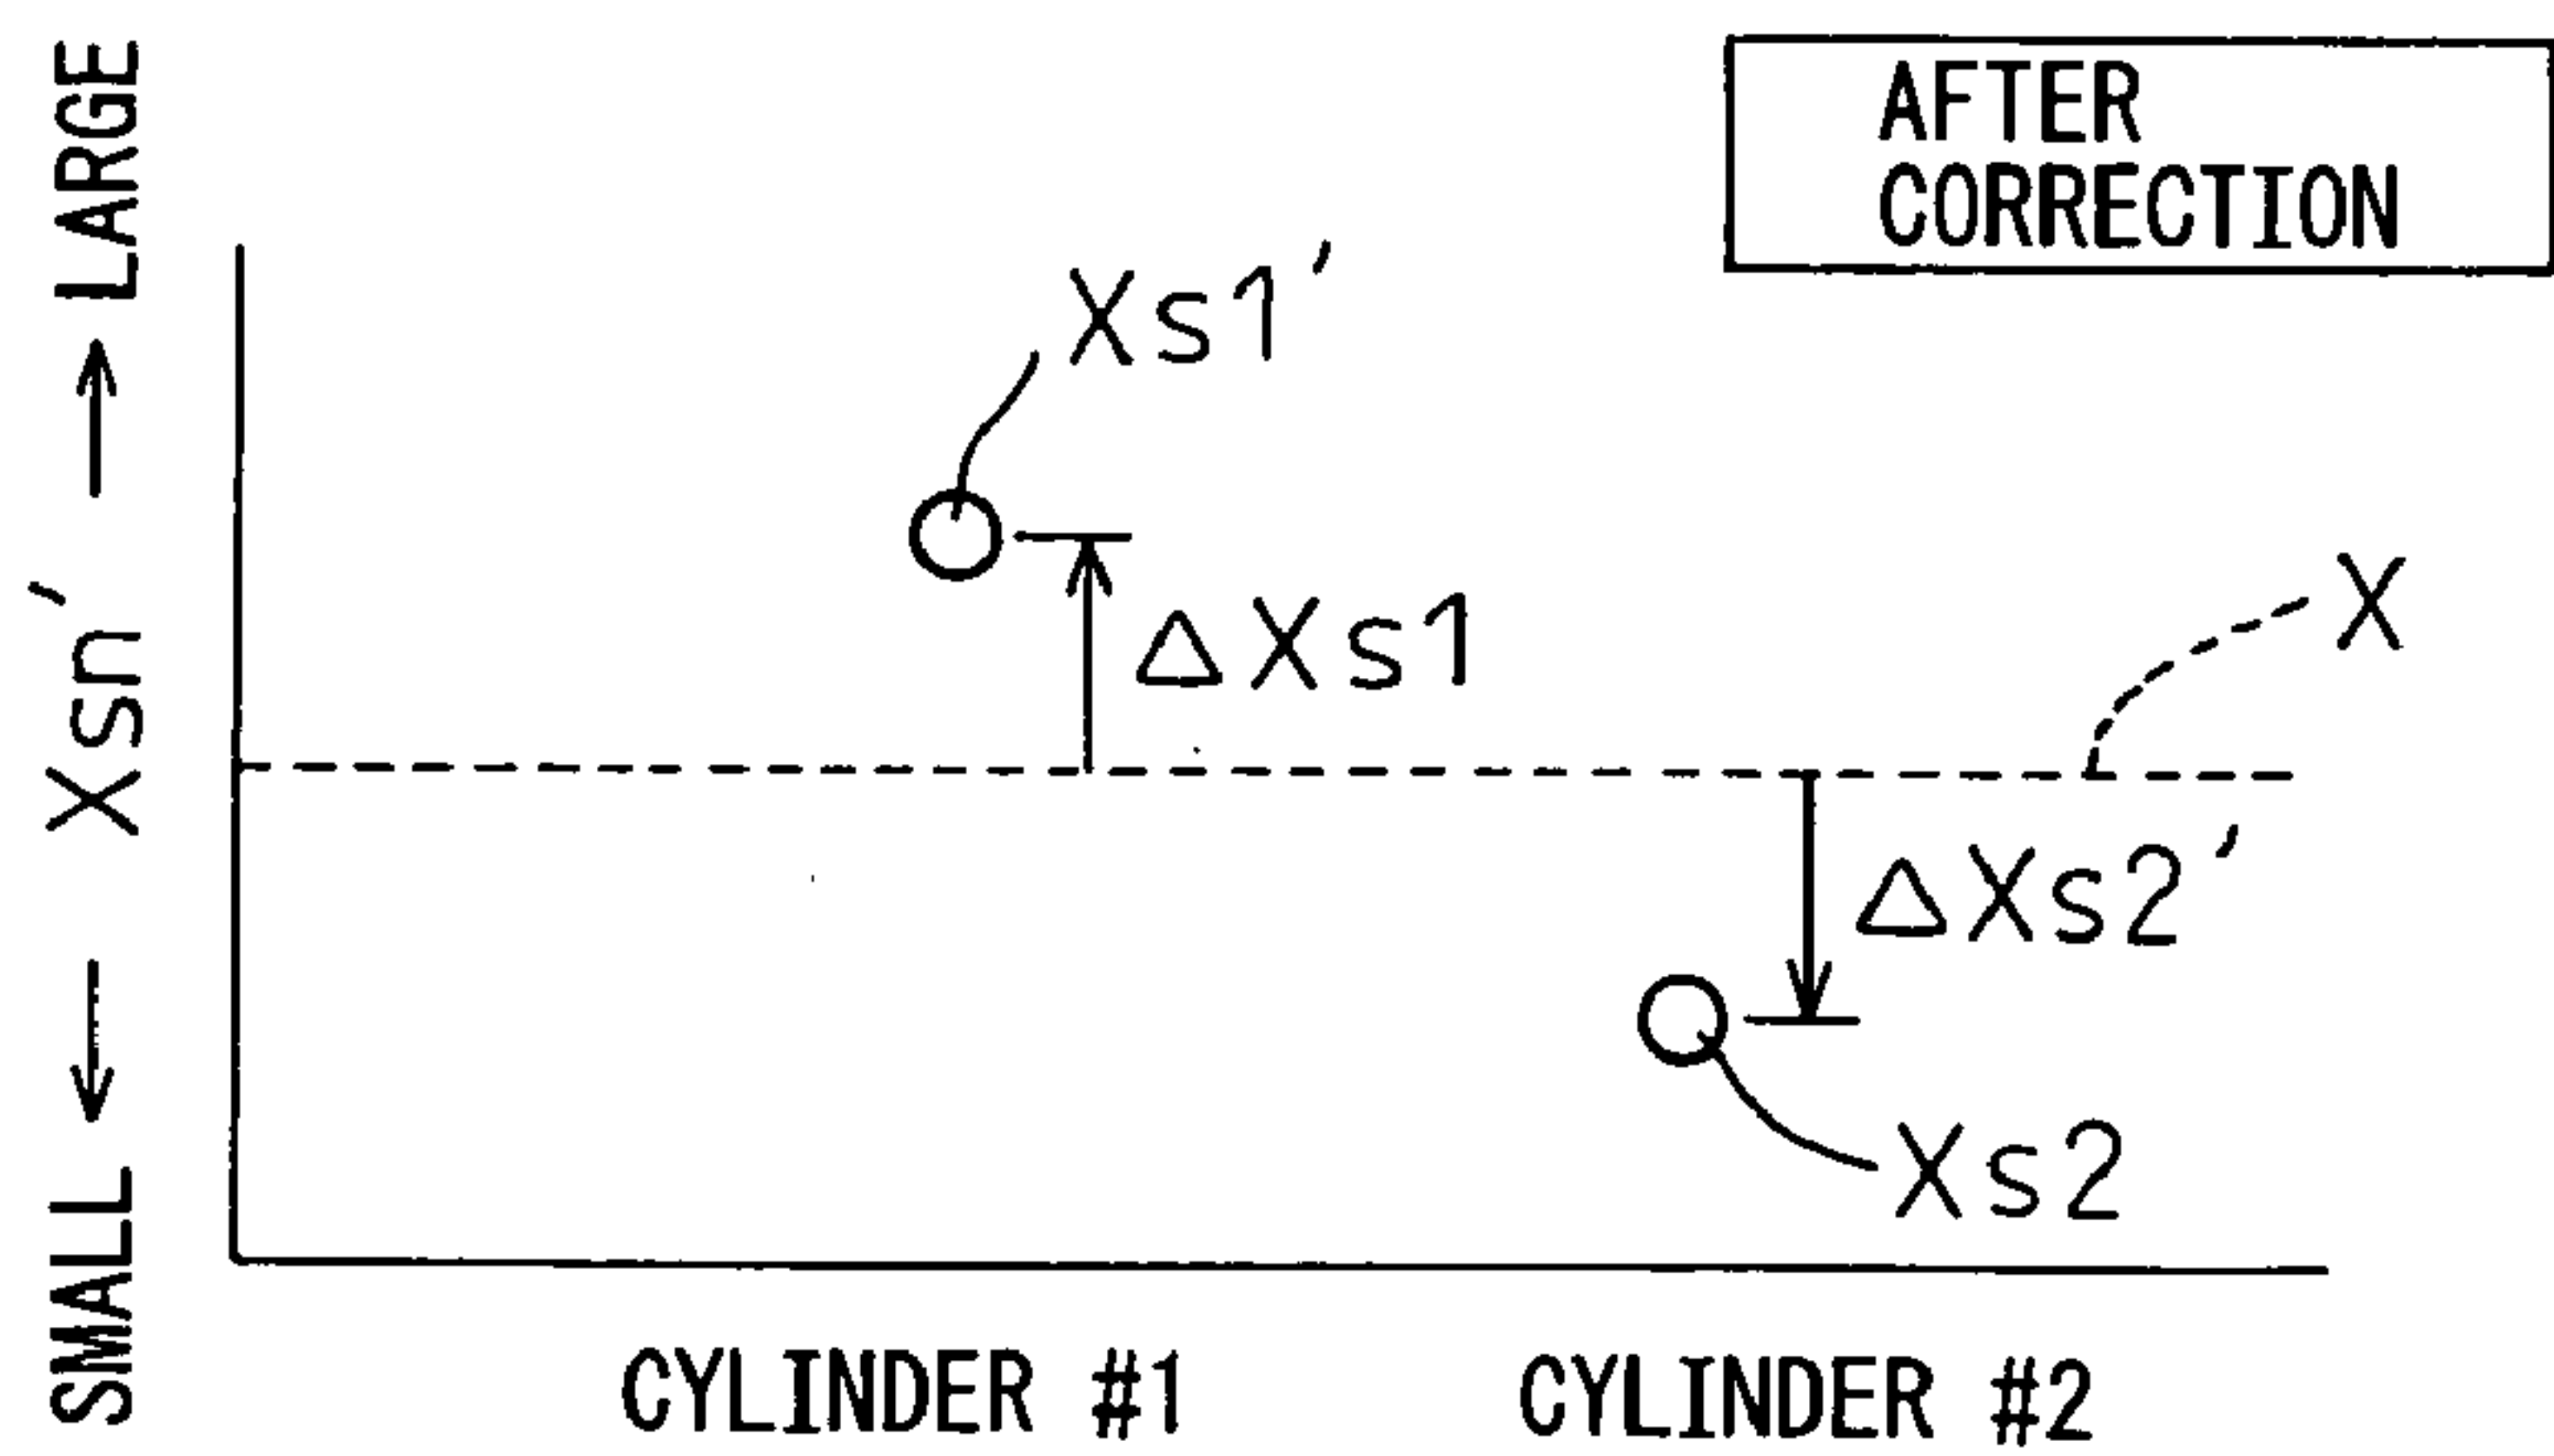 AFTER
CORRECTION
SMALL ← Xsn′ → LARGE
Xs1′
ΔXs1
X
ΔXs2′
Xs2
CYLINDER #1
CYLINDER #2